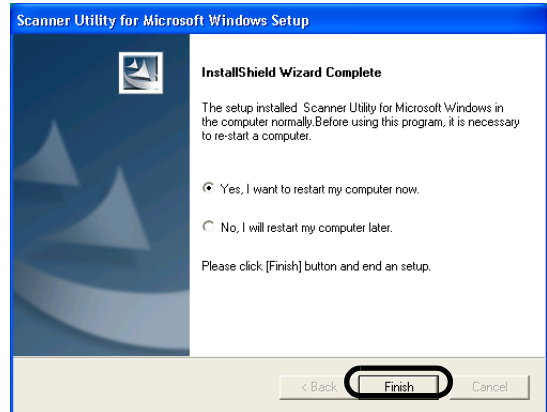 Scanner Utility for Microsoft Windows Setup
InstallShield Wizard Complete
The setup installed Scanner Utility for Microsoft Windows in
the computer normally.Before using this program, it is necessary
to re-start a computer.
Yes, I want to restart my computer now.
No, I will restart my computer later.
Please click [Finish] button and end an setup.
< Back
Finish
Cancel